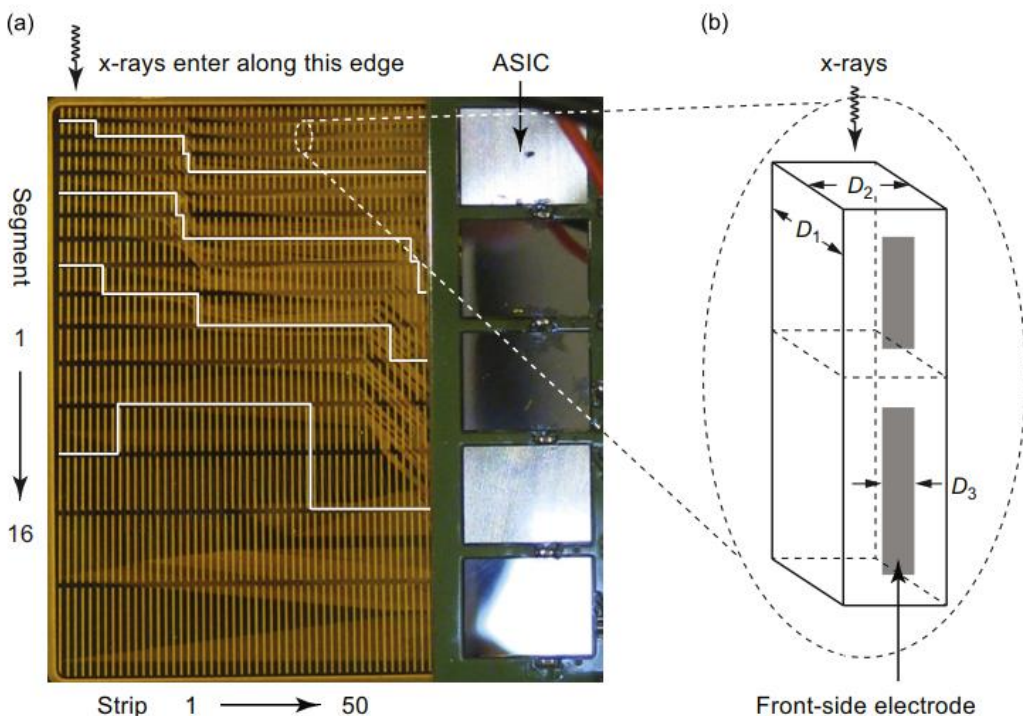 (a)
x-rays enter along this edge
ASIC
Segment
1
16
Strip 1 50
(b)
x-rays
D₂
D₁
D₃
Front-side electrode